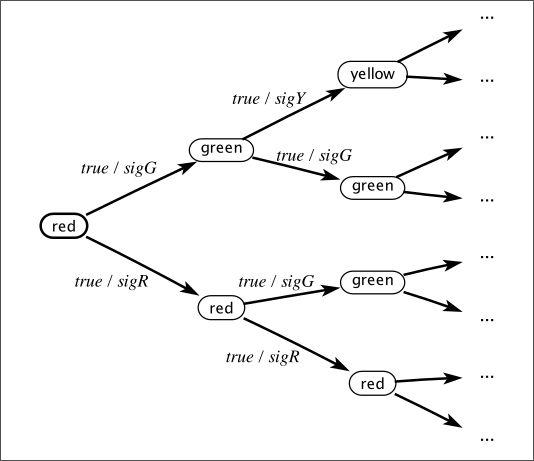 ...
yellow
...
true / sigY
...
green
true / sigG
true / sigG
green
...
red
...
true / sigR
true / sigG
green
red
...
true / sigR
...
red
...